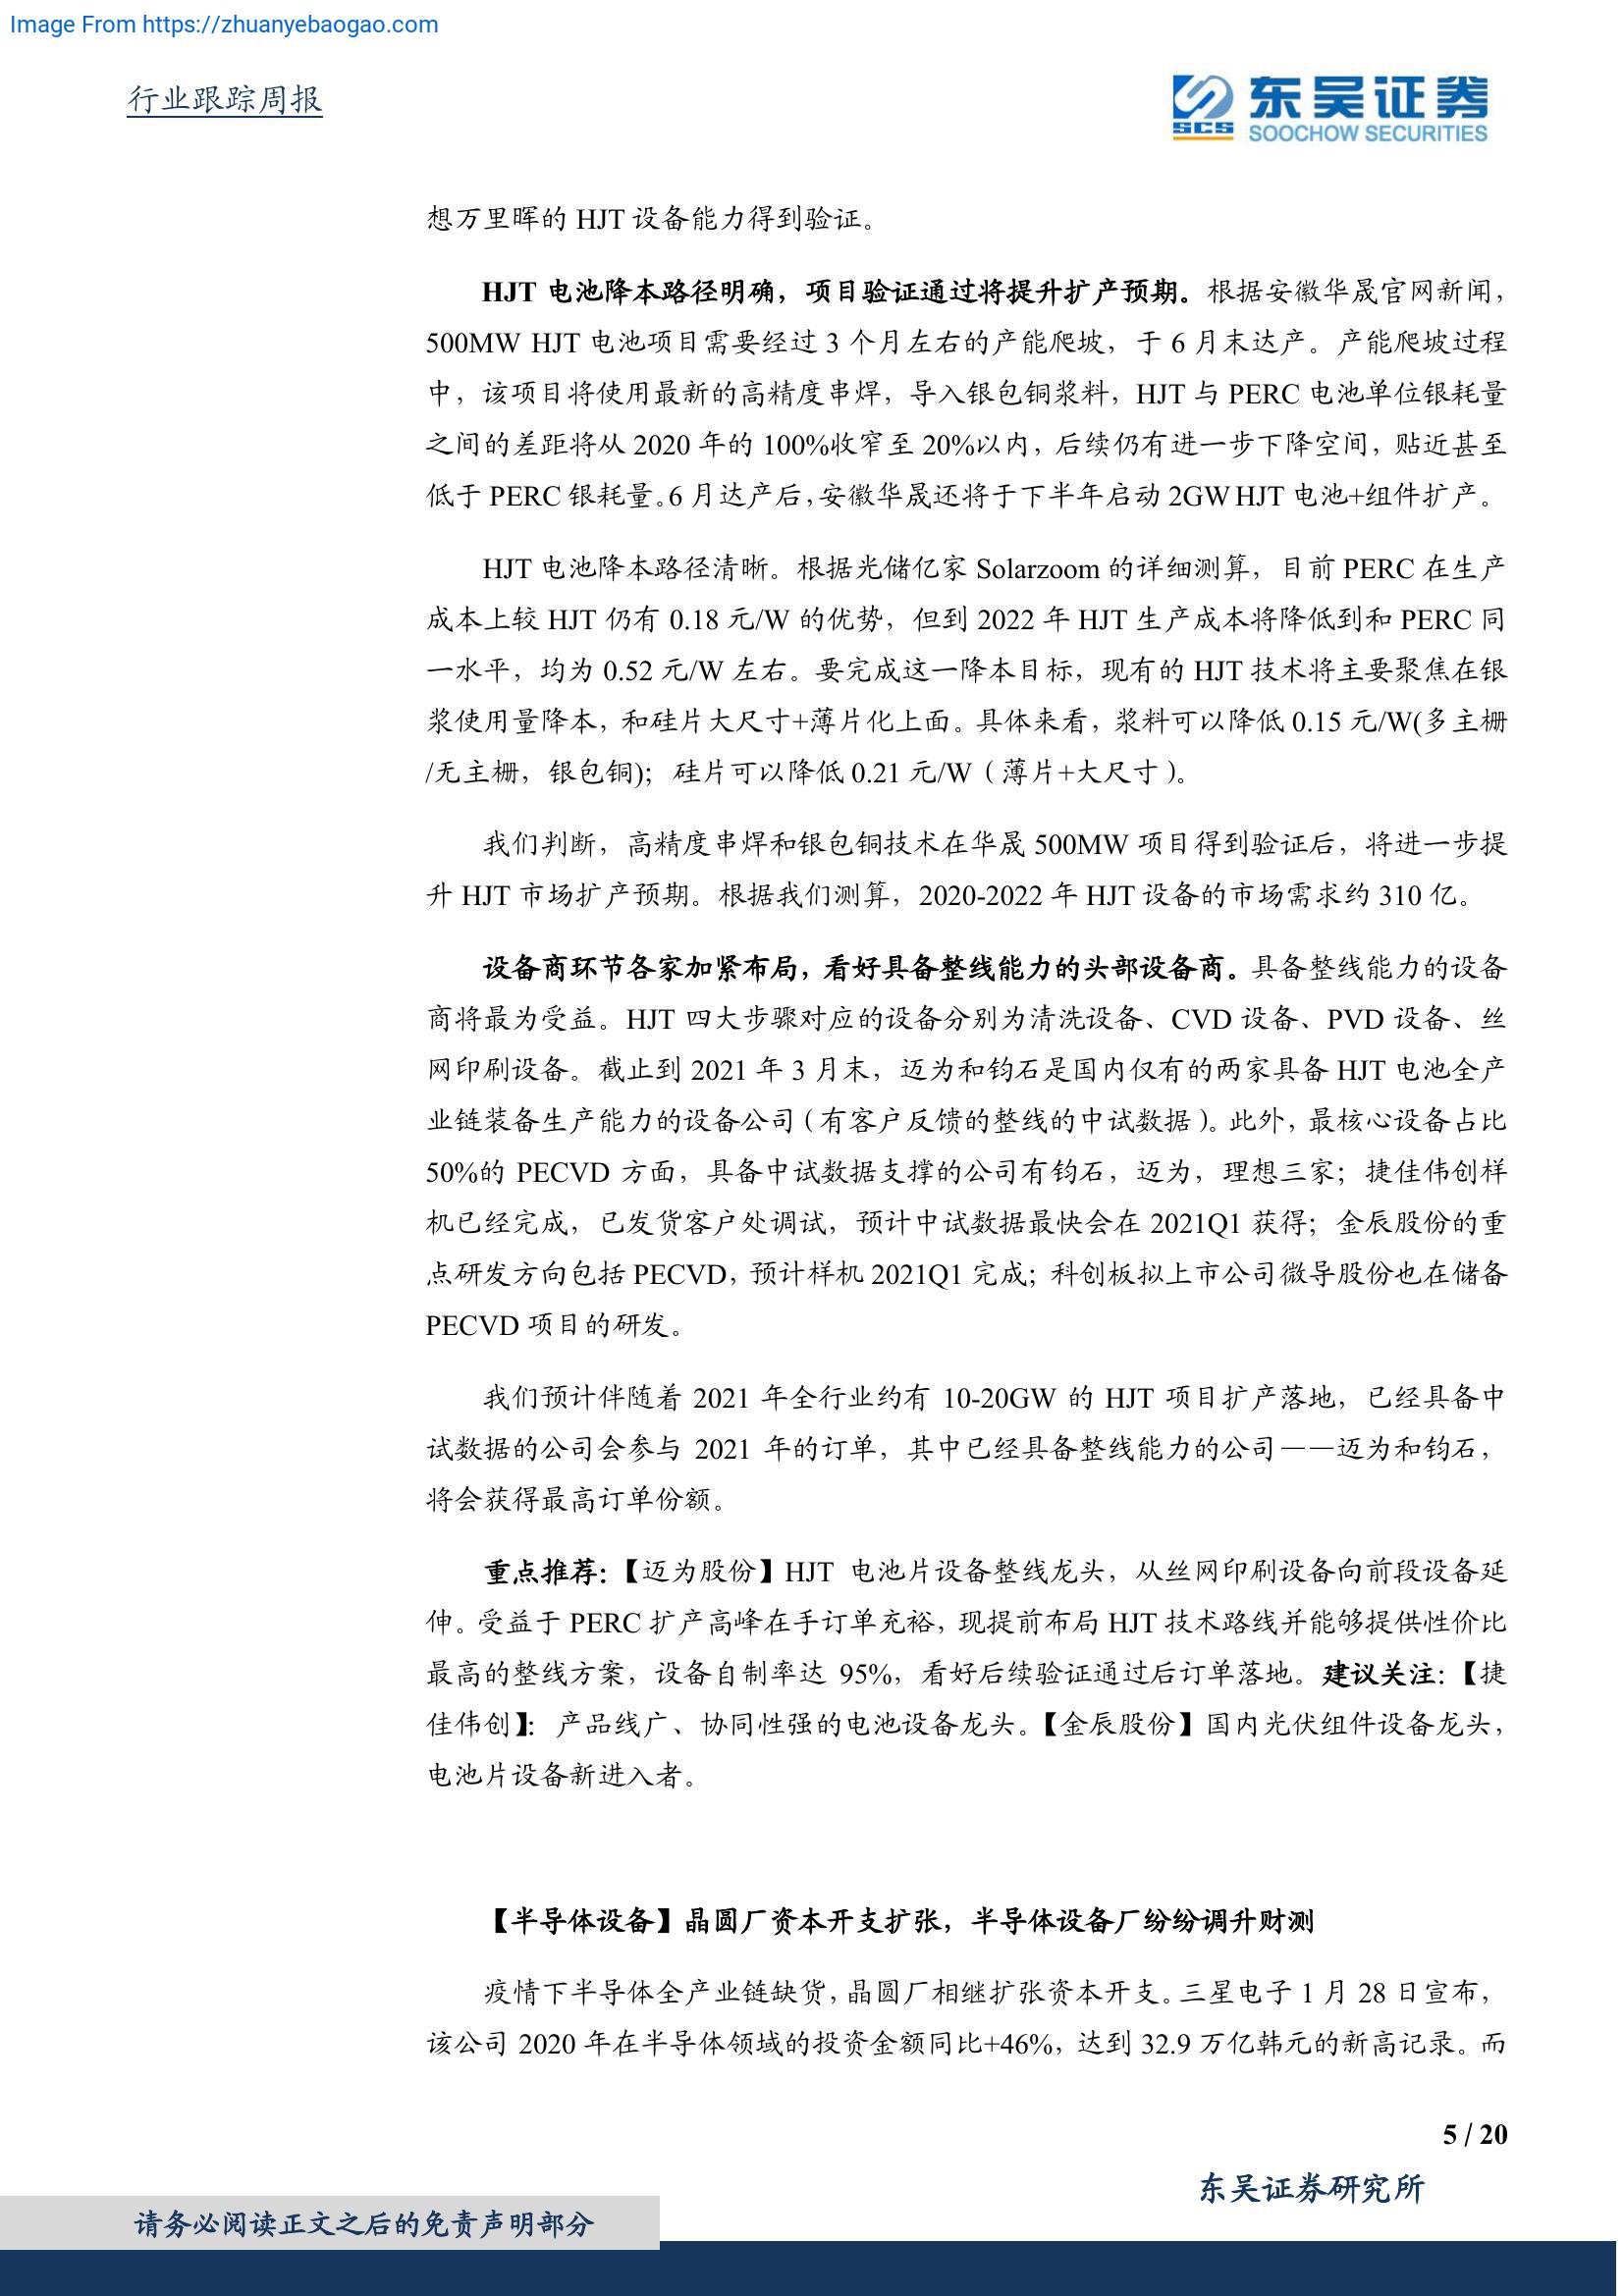 Image From https://zhuanyebaogao.com
行业跟踪周报
东吴证券
SCS
SOOCHOW SECURITIES
想万里晖的 HJT 设备能力得到验证。
HJT 电池降本路径明确，项目验证通过将提升扩产预期。根据安徽华晟官网新闻，
500MW HJT 电池项目需要经过 3 个月左右的产能爬坡，于 6 月末达产。产能爬坡过程
中，该项目将使用最新的高精度串焊，导入银包铜浆料，HJT 与 PERC 电池单位银耗量
之间的差距将从 2020 年的 100%收窄至 20%以内，后续仍有进一步下降空间，贴近甚至
低于 PERC 银耗量。6 月达产后，安徽华晟还将于下半年启动 2GW HJT 电池+组件扩产。
HJT 电池降本路径清晰。根据光储亿家 Solarzoom 的详细测算，目前 PERC 在生产
成本上较 HJT 仍有 0.18 元/W 的优势，但到 2022 年 HJT 生产成本将降低到和 PERC 同
一水平，均为 0.52 元/W 左右。要完成这一降本目标，现有的 HJT 技术将主要聚焦在银
浆使用量降本，和硅片大尺寸+薄片化上面。具体来看，浆料可以降低 0.15 元/W(多主栅
/无主栅，银包铜)；硅片可以降低 0.21 元/W（薄片+大尺寸）。
我们判断，高精度串焊和银包铜技术在华晟 500MW 项目得到验证后，将进一步提
升 HJT 市场扩产预期。根据我们测算，2020-2022 年 HJT 设备的市场需求约 310 亿。
设备商环节各家加紧布局，看好具备整线能力的头部设备商。具备整线能力的设备
商将最为受益。HJT 四大步骤对应的设备分别为清洗设备、CVD 设备、PVD 设备、丝
网印刷设备。截止到 2021 年 3 月末，迈为和钧石是国内仅有的两家具备 HJT 电池全产
业链装备生产能力的设备公司（有客户反馈的整线的中试数据）。此外，最核心设备占比
50%的 PECVD 方面，具备中试数据支撑的公司有钧石，迈为，理想三家；捷佳伟创样
机已经完成，已发货客户处调试，预计中试数据最快会在 2021Q1 获得；金辰股份的重
点研发方向包括 PECVD，预计样机 2021Q1 完成；科创板拟上市公司微导股份也在储备
PECVD 项目的研发。
我们预计伴随着 2021 年全行业约有 10-20GW 的 HJT 项目扩产落地，已经具备中
试数据的公司会参与 2021 年的订单，其中已经具备整线能力的公司——迈为和钧石，
将会获得最高订单份额。
重点推荐：【迈为股份】HJT 电池片设备整线龙头，从丝网印刷设备向前段设备延
伸。受益于 PERC 扩产高峰在手订单充裕，现提前布局 HJT 技术路线并能够提供性价比
最高的整线方案，设备自制率达 95%，看好后续验证通过后订单落地。建议关注：【捷
佳伟创】：产品线广、协同性强的电池设备龙头。【金辰股份】国内光伏组件设备龙头，
电池片设备新进入者。
【半导体设备】晶圆厂资本开支扩张，半导体设备厂纷纷调升财测
疫情下半导体全产业链缺货，晶圆厂相继扩张资本开支。三星电子 1 月 28 日宣布，
该公司 2020 年在半导体领域的投资金额同比+46%，达到 32.9 万亿韩元的新高记录。而
5 / 20
东吴证券研究所
请务必阅读正文之后的免责声明部分